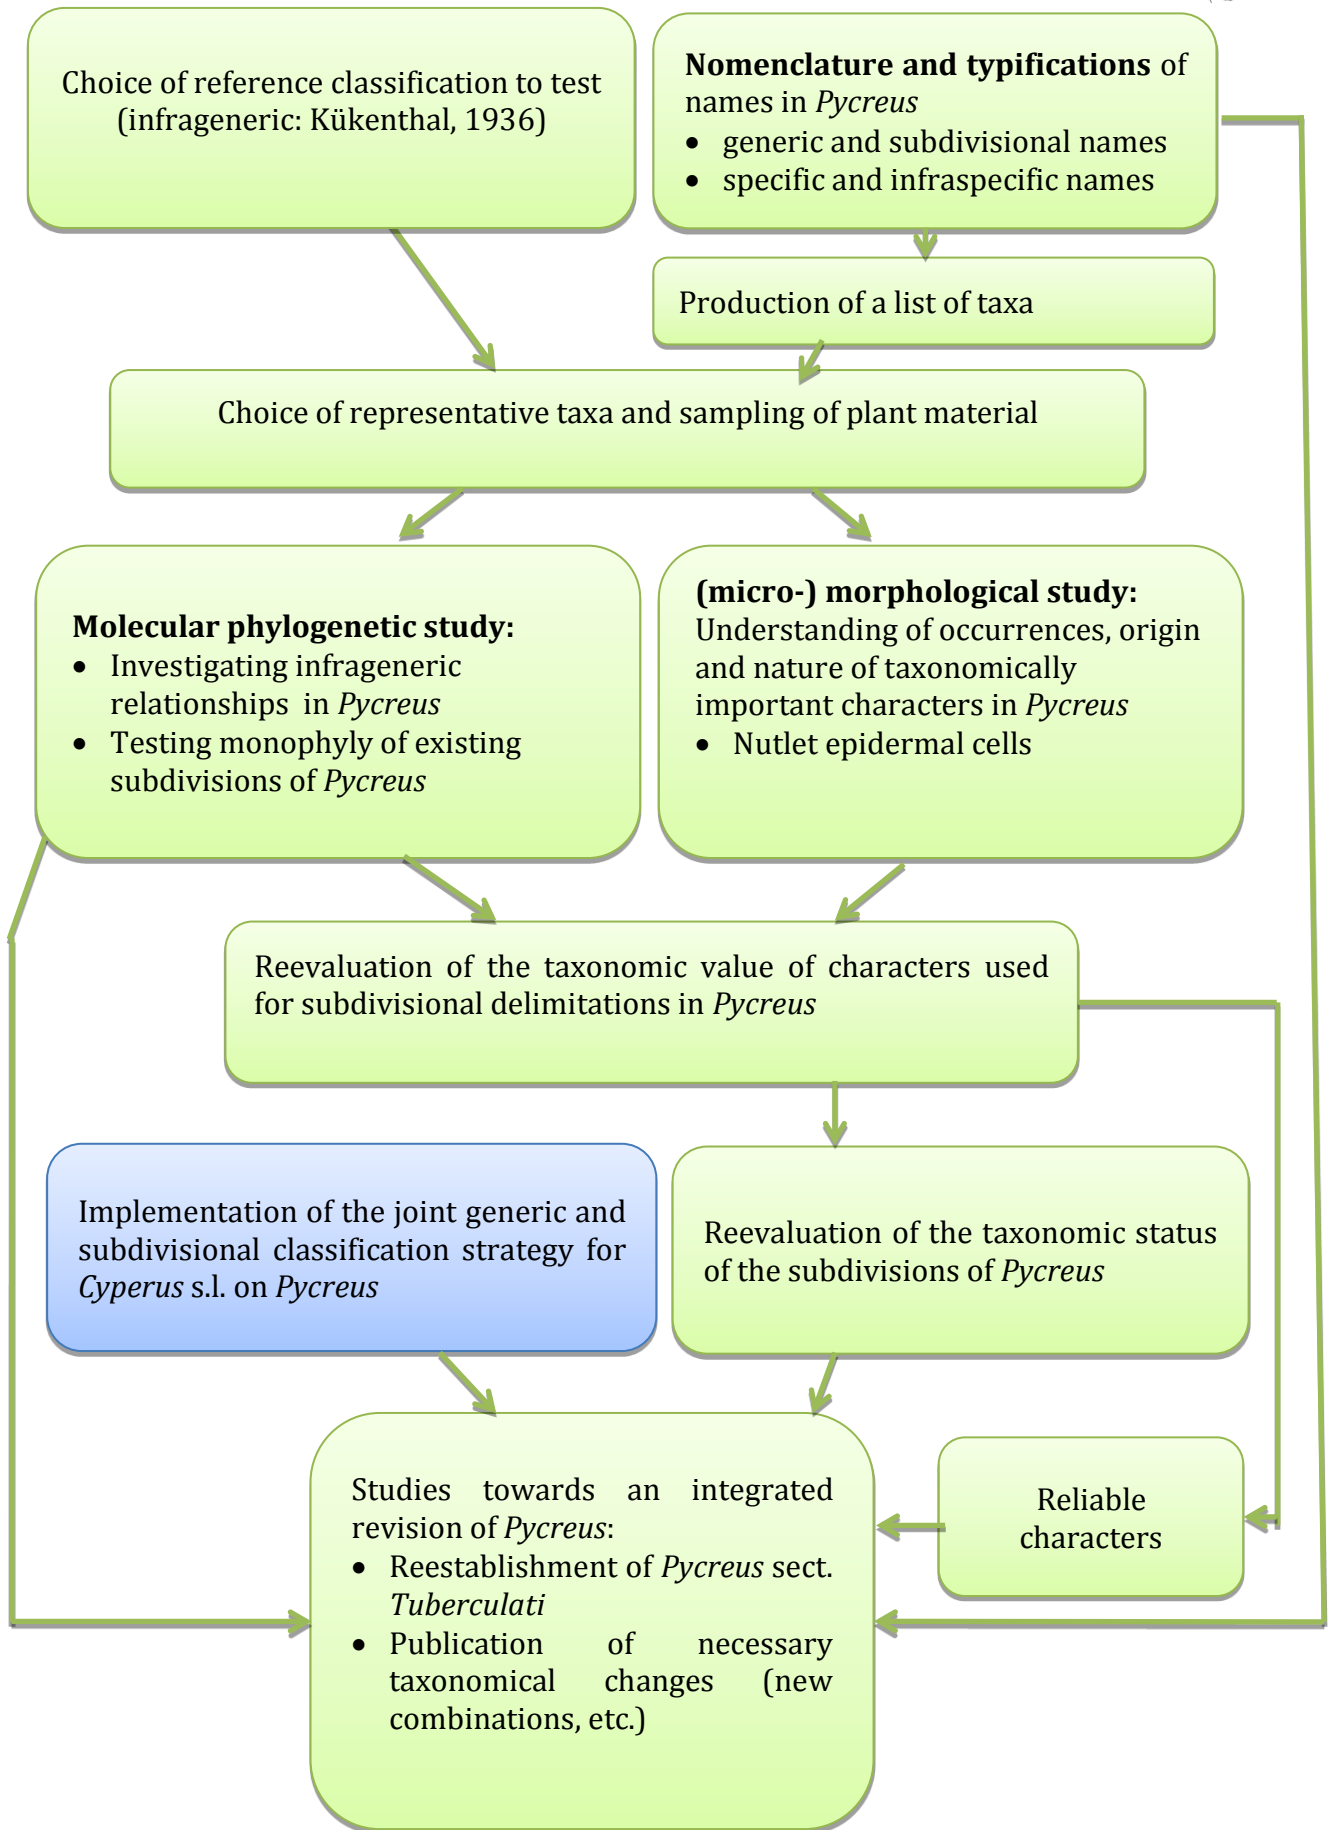 Choice of reference classification to test
(infrageneric: Kükenthal, 1936)
Nomenclature and typifications of
names in Pycreus
• generic and subdivisional names
• specific and infraspecific names
Production of a list of taxa
Choice of representative taxa and sampling of plant material
Molecular phylogenetic study:
• Investigating infrageneric
relationships in Pycreus
• Testing monophyly of existing
subdivisions of Pycreus
(micro-) morphological study:
Understanding of occurrences, origin
and nature of taxonomically
important characters in Pycreus
• Nutlet epidermal cells
Reevaluation of the taxonomic value of characters used
for subdivisional delimitations in Pycreus
Implementation of the joint generic and
subdivisional classification strategy for
Cyperus s.l. on Pycreus
Reevaluation of the taxonomic status
of the subdivisions of Pycreus
Studies towards an integrated
revision of Pycreus:
• Reestablishment of Pycreus sect.
Tuberculati
• Publication of necessary
taxonomical changes (new
combinations, etc.)
Reliable
characters